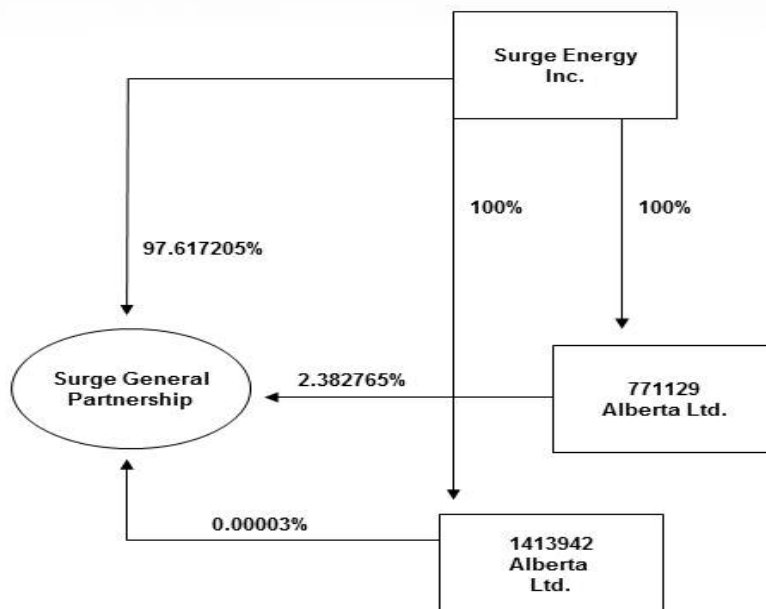 Surge Energy
Inc.
100%
100%
97.617205%
Surge General
Partnership
2.382765%
771129
Alberta Ltd.
0.00003%
1413942
Alberta
Ltd.